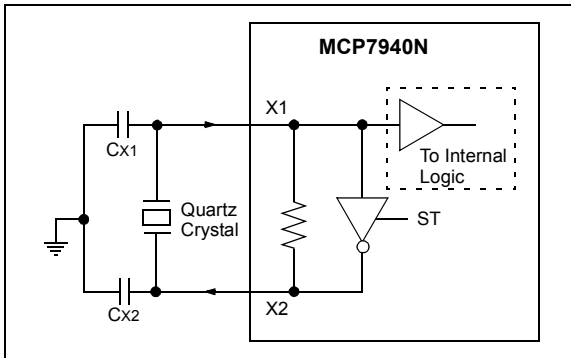 MCP7940N
X1
CX1
To Internal
Logic
Quartz
Crystal
ST
X2
CX2